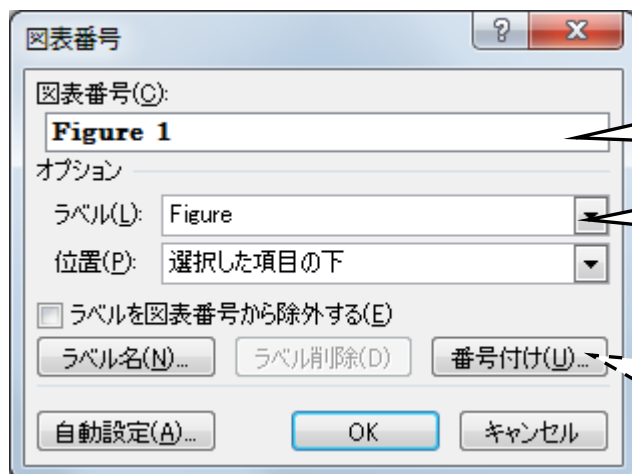 図表番号
図表番号(C):
Figure 1
オプション
ラベル(L): Figure
位置(P): 選択した項目の下
ラベルを図表番号から除外する(E)
ラベル名(N)... ラベル削除(D) 番号付け(U)...
自動設定(A)... OK キャンセル